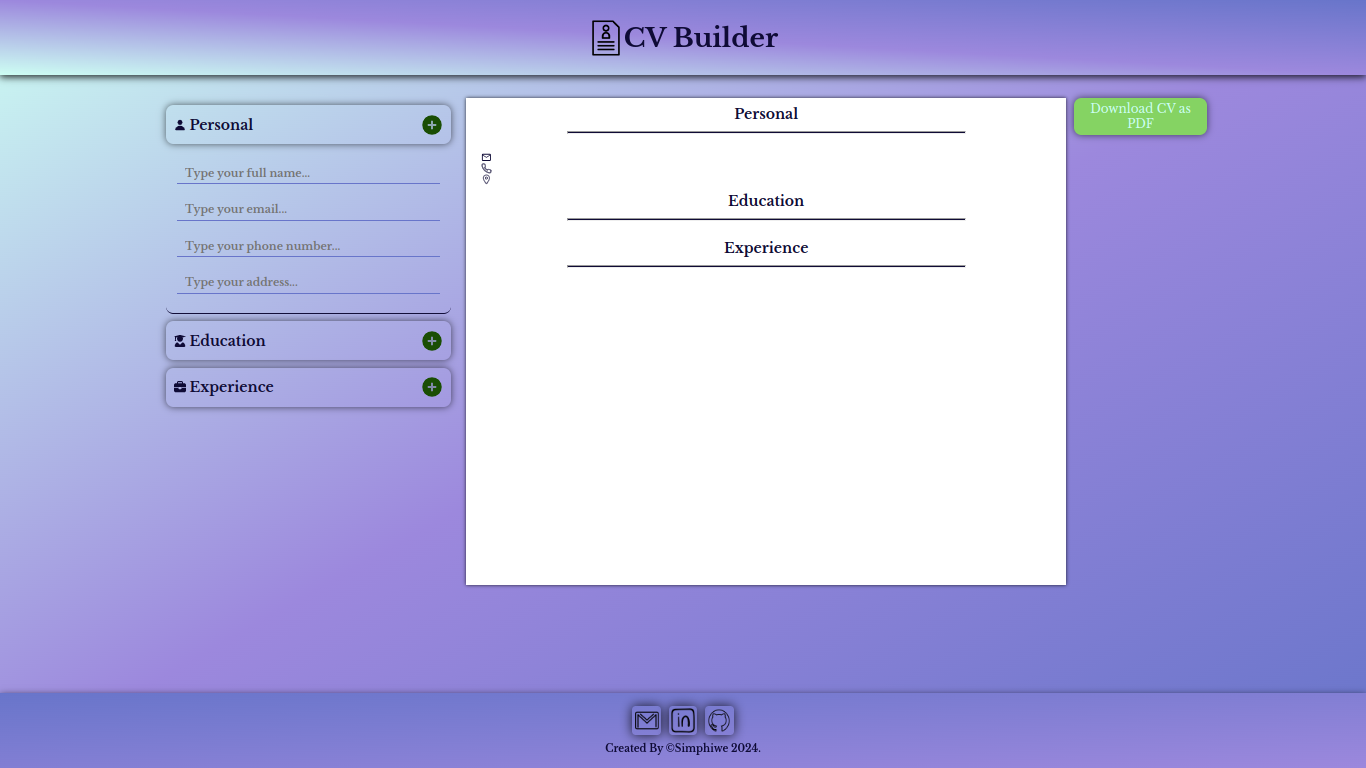 CV Builder
Personal
Type your full name...
Type your email...
Type your phone number...
Type your address...
Education
Experience
Personal
Education
Experience
Download CV as
PDF
in
Created By ©Simphiwe 2024.